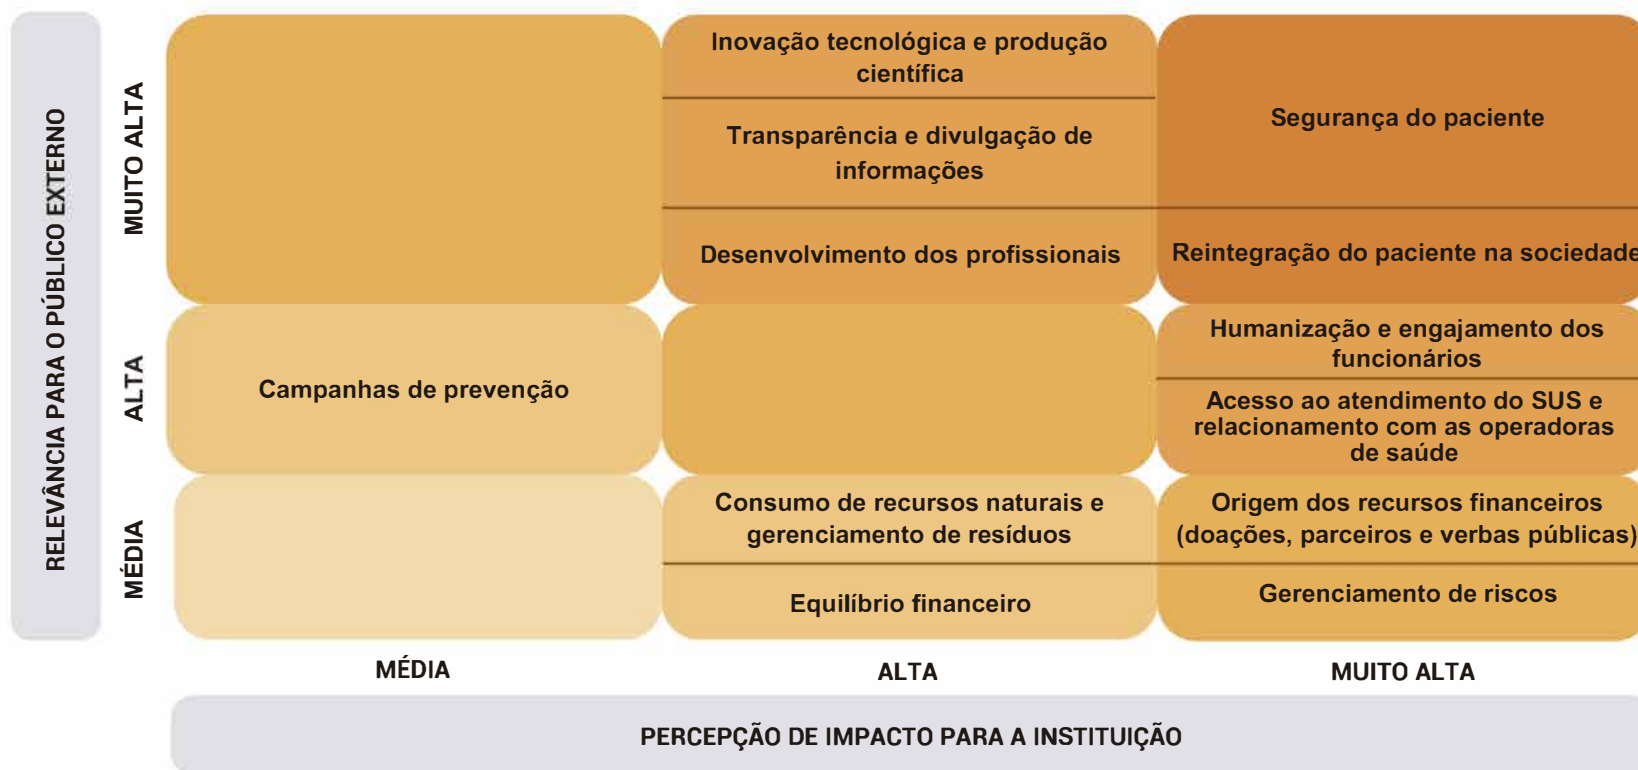 RELEVÂNCIA PARA O PÚBLICO EXTERNO
MUITO ALTA
Inovação tecnológica e produção
científica
Transparência e divulgação de
informações
Desenvolvimento dos profissionais
Segurança do paciente
Reintegração do paciente na sociedade
ALTA
Campanhas de prevenção
Humanização e engajamento dos
funcionários
Acesso ao atendimento do SUS e
relacionamento com as operadoras
de saúde
MÉDIA
Consumo de recursos naturais e
gerenciamento de resíduos
Equilíbrio financeiro
Origem dos recursos financeiros
(doações, parceiros e verbas públicas)
Gerenciamento de riscos
MÉDIA
ALTA
MUITO ALTA
PERCEPÇÃO DE IMPACTO PARA A INSTITUIÇÃO